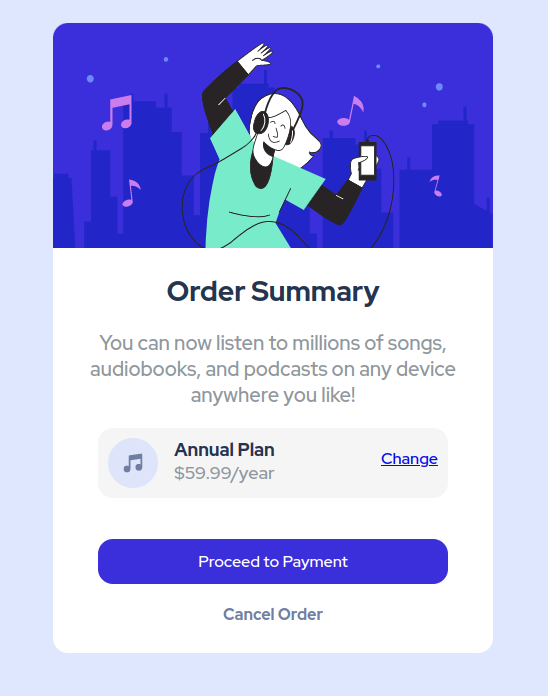 Order Summary
You can now listen to millions of songs,
audiobooks, and podcasts on any device
anywhere you like!
Annual Plan
$59.99/year
Change
Proceed to Payment
Cancel Order